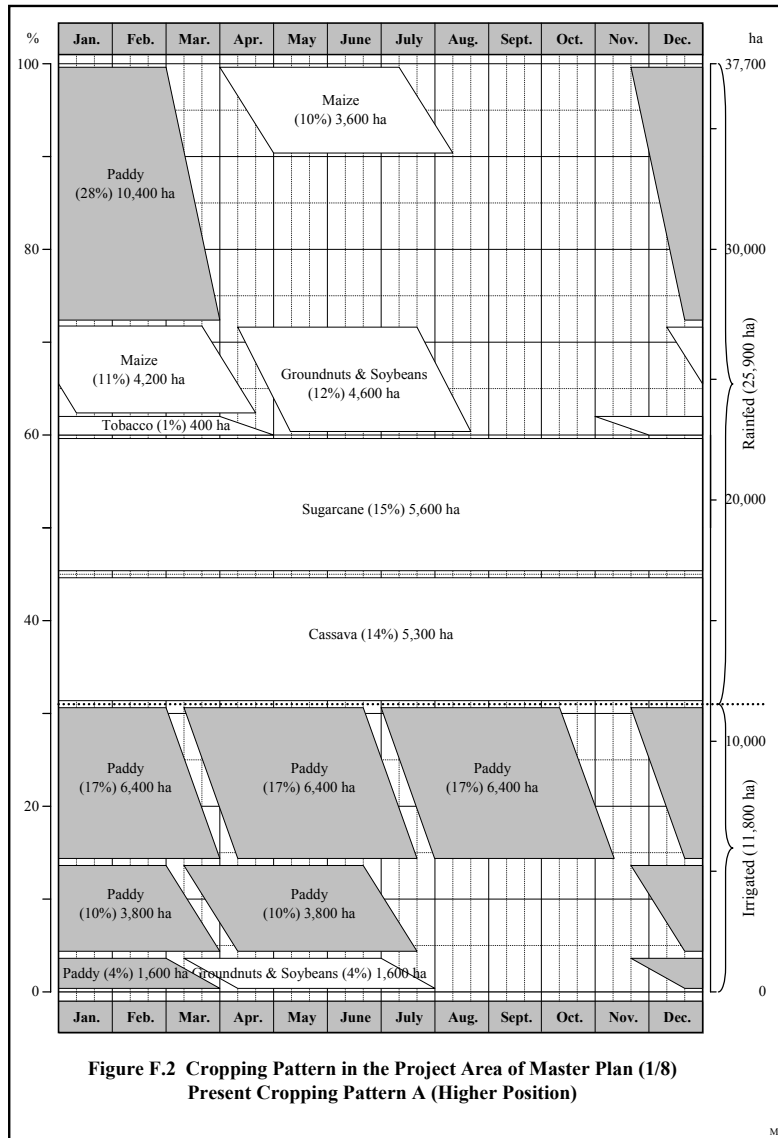 % Jan. Feb. Mar. Apr. May June July Aug. Sept. Oct. Nov. Dec. ha
100 37,700
Maize
(10%) 3,600 ha
Paddy
(28%) 10,400 ha
80 30,000
Maize
(11%) 4,200 ha
Groundnuts & Soybeans
(12%) 4,600 ha
Tobacco (1%) 400 ha
60
Rainfed (25,900 ha)
Sugarcane (15%) 5,600 ha
20,000
Cassava (14%) 5,300 ha
40
Paddy
(17%) 6,400 ha
Paddy
(17%) 6,400 ha
Paddy
(17%) 6,400 ha
10,000
20
Irrigated (11,800 ha)
Paddy
(10%) 3,800 ha
Paddy
(10%) 3,800 ha
Paddy (4%) 1,600 ha Groundnuts & Soybeans (4%) 1,600 ha
0 0
Jan. Feb. Mar. Apr. May June July Aug. Sept. Oct. Nov. Dec.
Figure F.2 Cropping Pattern in the Project Area of Master Plan (1/8)
Present Cropping Pattern A (Higher Position)
M